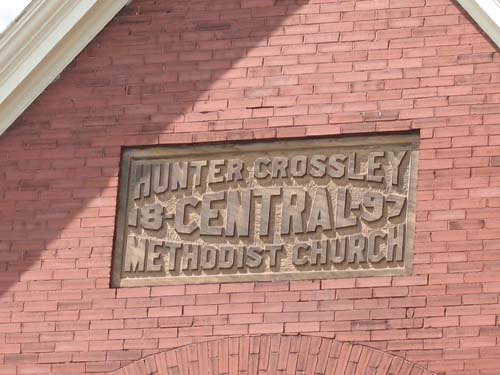 HUNTER CROSSLEY
18-CENTRAL-97
METHODIST CHURCH